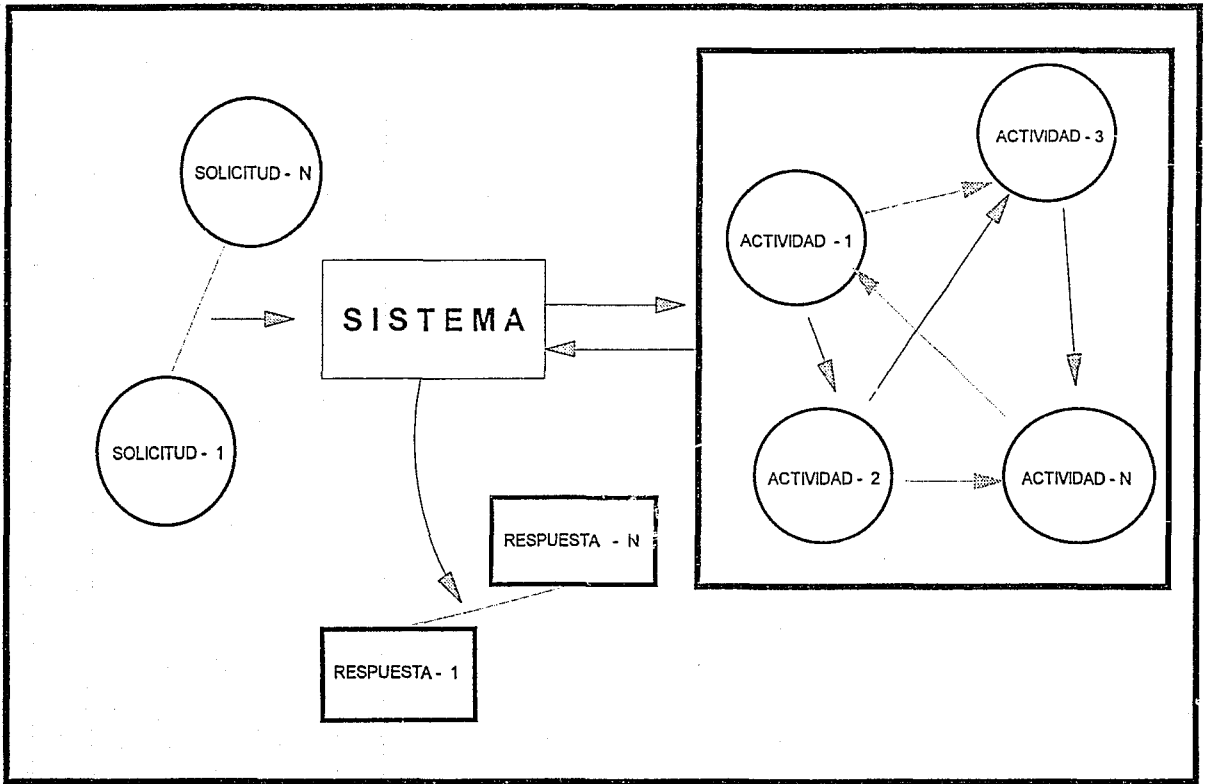 SOLICITUD - N
SOLICITUD - 1
SISTEMA
RESPUESTA - N
RESPUESTA - 1
ACTIVIDAD - 3
ACTIVIDAD - 1
ACTIVIDAD - 2
ACTIVIDAD - N